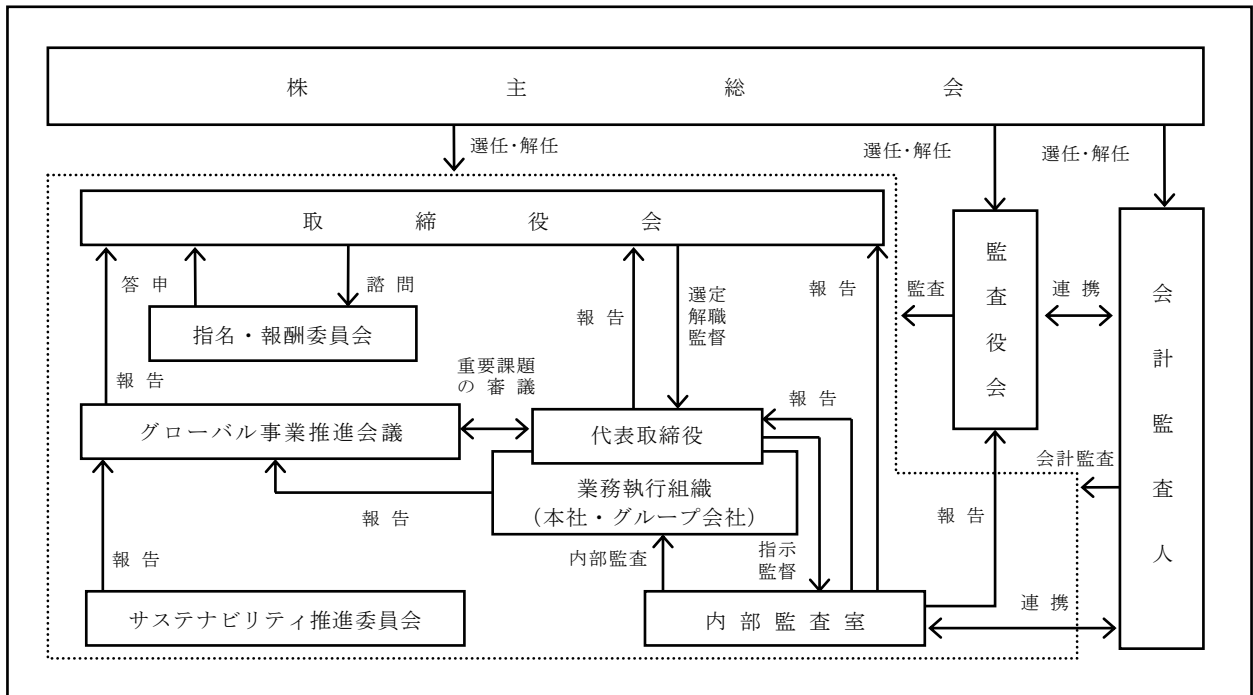 株主総会
選任・解任
選任・解任
選任・解任
取締役会
監査役会
会計監査人
答申
諮問
報告
選定
解職
監督
報告
監査
連携
指名・報酬委員会
報告
重要課題
の審議
報告
グローバル事業推進会議
代表取締役
会計監査
業務執行組織
(本社・グループ会社)
報告
報告
報告
内部監査
指示
監督
サステナビリティ推進委員会
内部監査室
連携